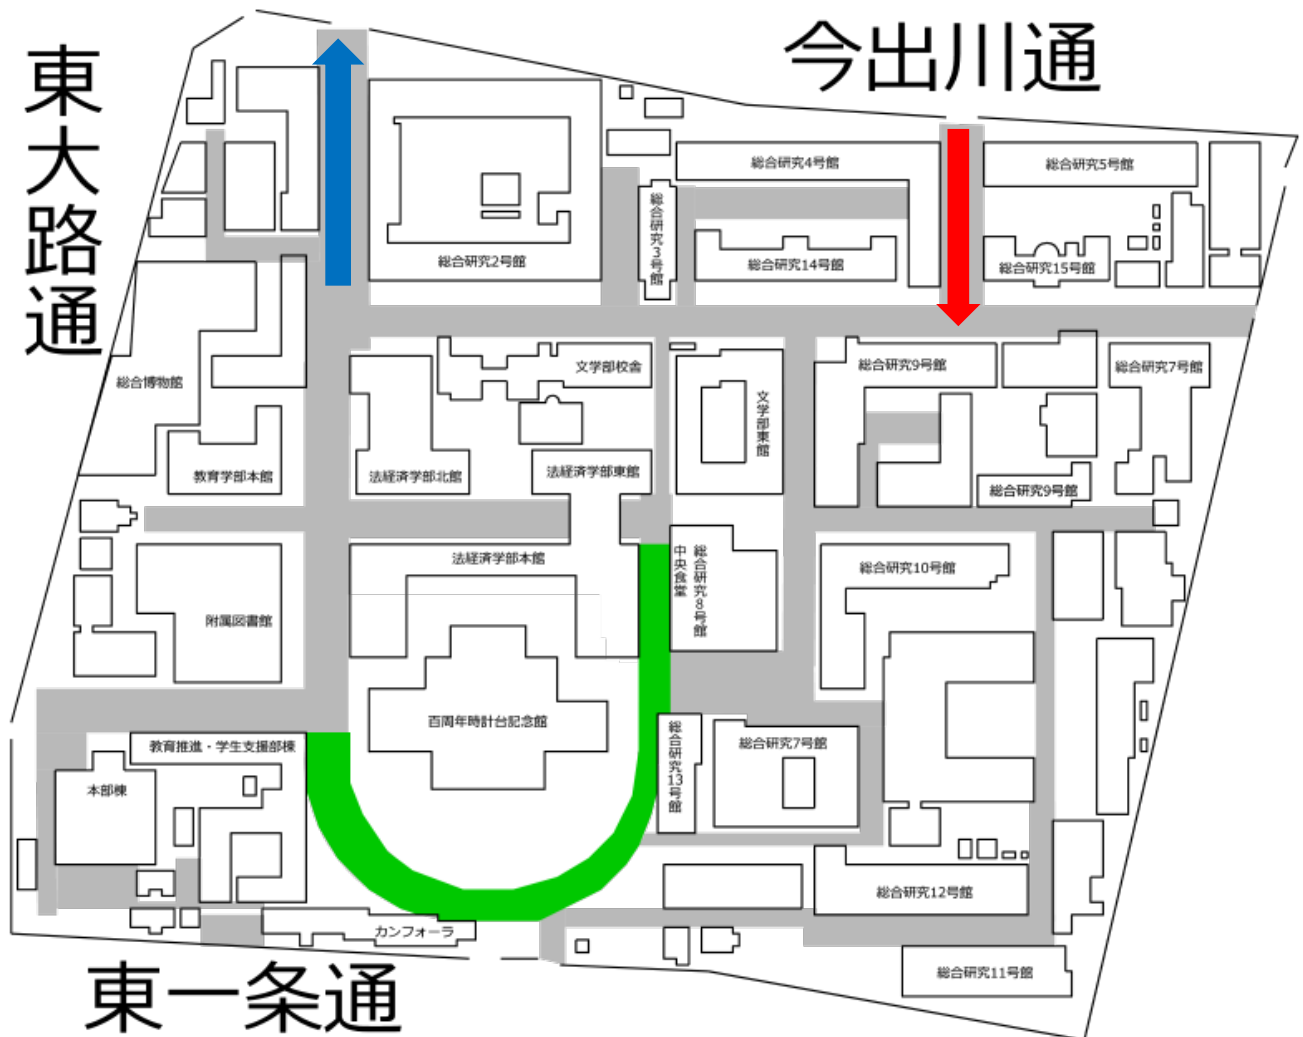 東大路通
今出川通
総合研究4号館
総合研究5号館
総合研究3号館
総合研究2号館
総合研究14号館
総合研究15号館
総合博物館
文学部校舎
文学部東館
総合研究9号館
総合研究7号館
教育学部本館
法経済学部北館
法経済学部東館
総合研究9号館
法経済学部本館
中央食堂
総合研究8号館
総合研究10号館
附属図書館
百周年時計台記念館
教育推進・学生支援部棟
総合研究13号館
総合研究7号館
本部棟
総合研究12号館
カンフォーラ
総合研究11号館
東一条通